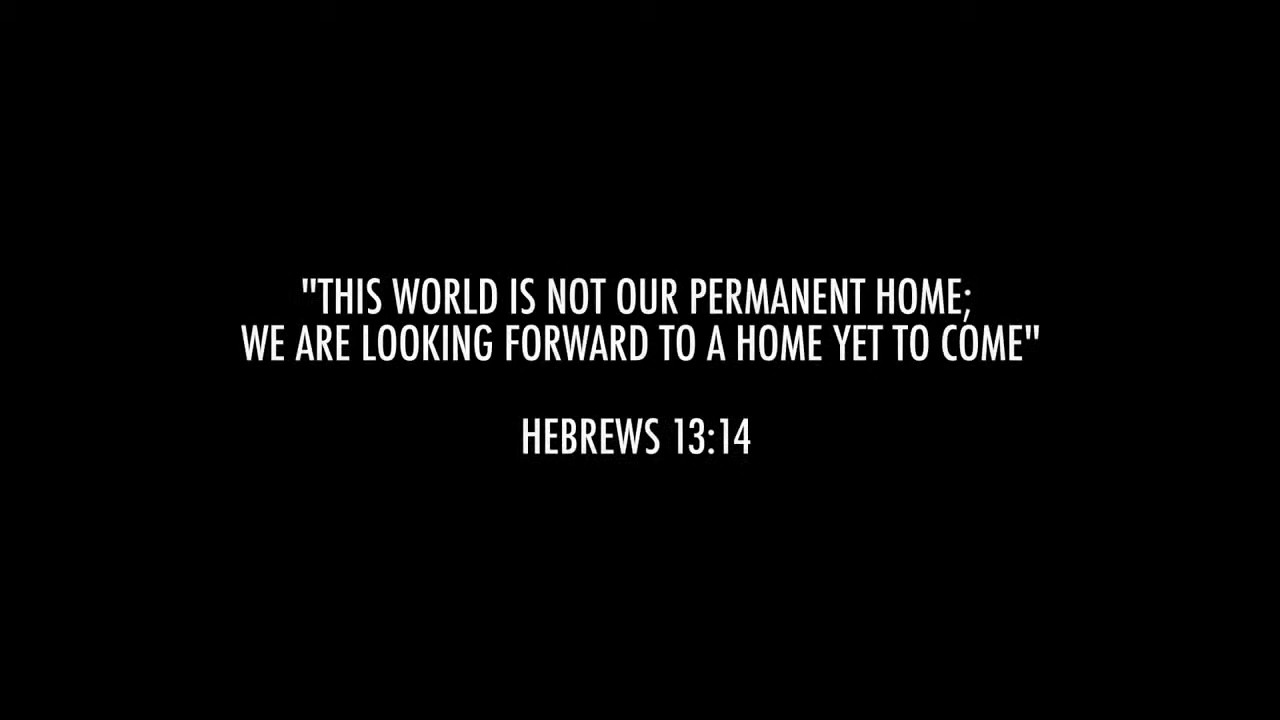 "THIS WORLD IS NOT OUR PERMANENT HOME;
WE ARE LOOKING FORWARD TO A HOME YET TO COME"
HEBREWS 13:14